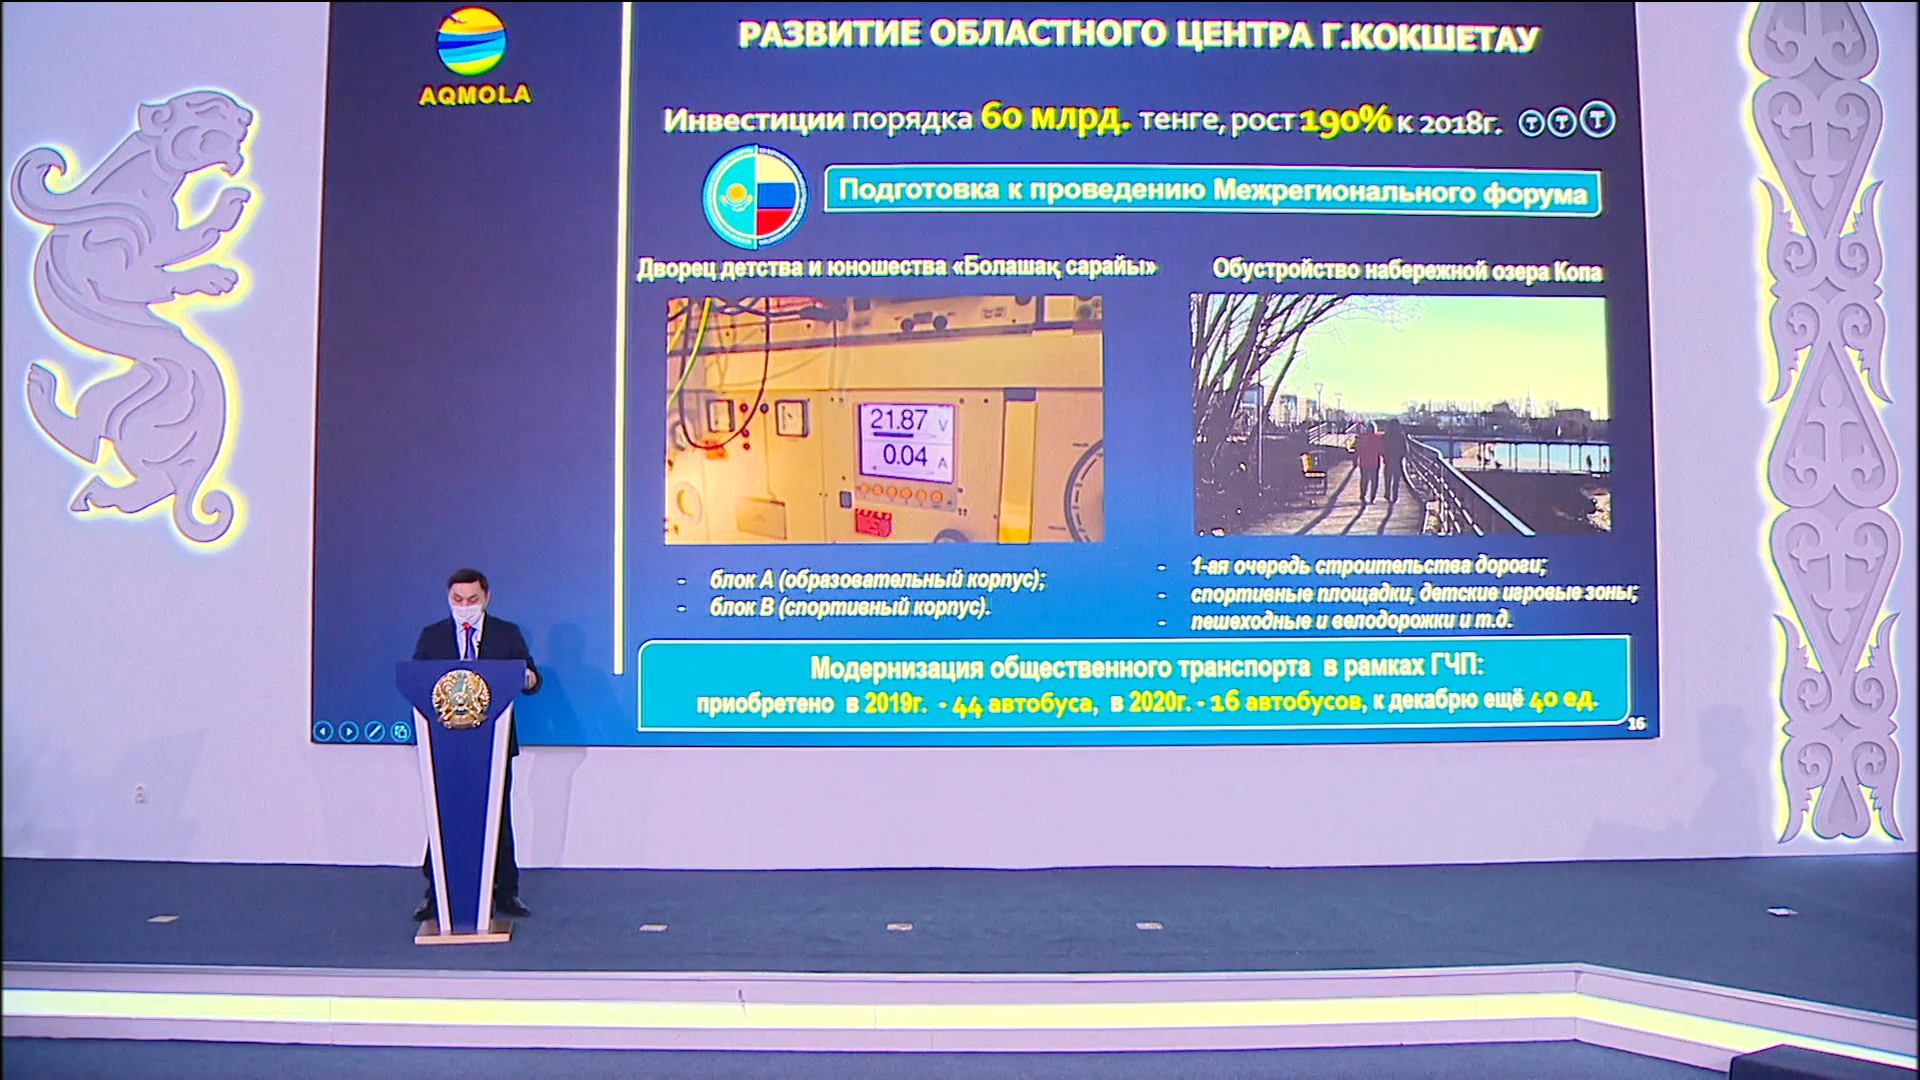 AQMOLA
РАЗВИТИЕ ОБЛАСТНОГО ЦЕНТРА Г.КОКШЕТАУ
Инвестиции порядка 60 млрд. тенге, рост 190% к 2018г.
Подготовка к проведению Межрегионального форума
Дворец детства и юношества «Болашақ сарайы»
21.87 V
0.04 A
- блок А (образовательный корпус);
- блок В (спортивный корпус).
Обустройство набережной озера Копа
- 1-ая очередь строительства дороги;
- спортивные площадки, детские игровые зоны;
- пешеходные и велодорожки и т.д.
Модернизация общественного транспорта в рамках ГЧП:
приобретено в 2019г. - 44 автобуса, в 2020г. - 16 автобусов, к декабрю ещё 40 ед.
16